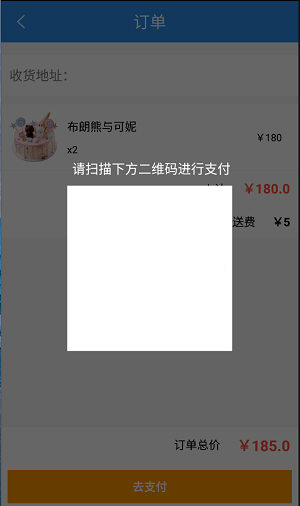 订单
收货地址：
布朗熊与可妮
x2
￥180
请扫描下方二维码进行支付
￥180.0
送费
￥5
订单总价 ￥185.0
去支付